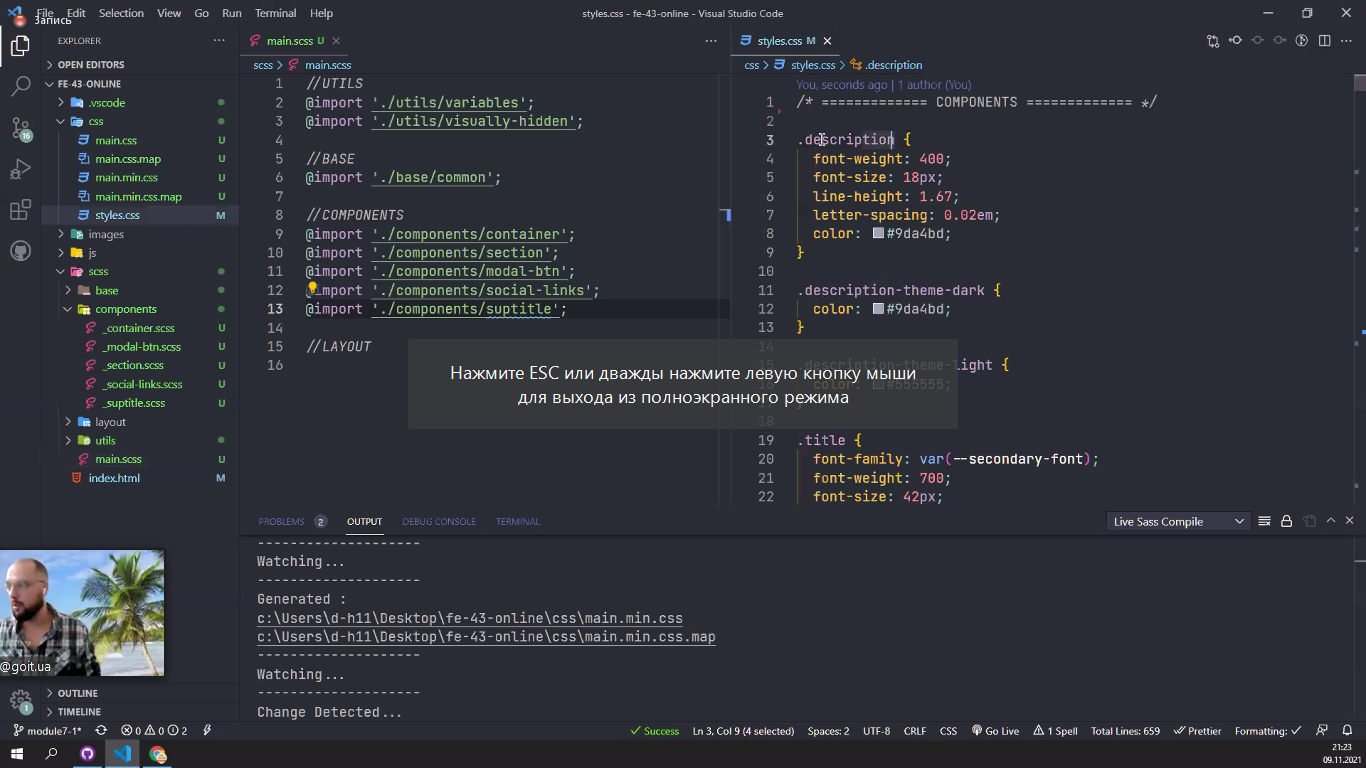 File Edit Selection View Go Run Terminal Help
Запись
styles.css - fe-43-online - Visual Studio Code
EXPLORER
OPEN EDITORS
FE-43-ONLINE
.vscode
css
main.css U
main.css.map U
main.min.css U
main.min.css.map U
styles.css M
images
js
scss
base
components
_container.scss U
_modal-btn.scss U
_section.scss U
_social-links.scss U
_suptitle.scss U
layout
utils
main.scss U
index.html M
OUTLINE
TIMELINE
16
1
@goit.ua
main.scss U
scss > main.scss
1 //UTILS
2 @import './utils/variables';
3 @import './utils/visually-hidden';
4
5 //BASE
6 @import './base/common';
7
8 //COMPONENTS
9 @import './components/container';
10 @import './components/section';
11 @import './components/modal-btn';
12 @import './components/social-links';
13 @import './components/suptitle';
14
15 //LAYOUT
16
styles.css M
css > styles.css > .description
You, seconds ago | 1 author (You)
1 /* ============= COMPONENTS ============= */
2
3 .description {
4 font-weight: 400;
5 font-size: 18px;
6 line-height: 1.67;
7 letter-spacing: 0.02em;
8 color: #9da4bd;
9 }
10
11 .description-theme-dark {
12 color: #9da4bd;
13 }
14
15 .description-theme-light {
16 color: #555555;
18
19 .title {
20 font-family: var(--secondary-font);
21 font-weight: 700;
22 font-size: 42px;
Нажмите ESC или дважды нажмите левую кнопку мыши
для выхода из полноэкранного режима
PROBLEMS 2 OUTPUT DEBUG CONSOLE TERMINAL
Live Sass Compile
--------------------
Watching...
--------------------
Generated :
c:\Users\d-h11\Desktop\fe-43-online\css\main.min.css
c:\Users\d-h11\Desktop\fe-43-online\css\main.min.css.map
--------------------
Watching...
--------------------
Change Detected...
module7-1* 0 0 2 Success Ln 3, Col 9 (4 selected) Spaces: 2 UTF-8 CRLF CSS Go Live 1 Spell Total Lines: 659 Prettier Formatting:
21:23
09.11.2021